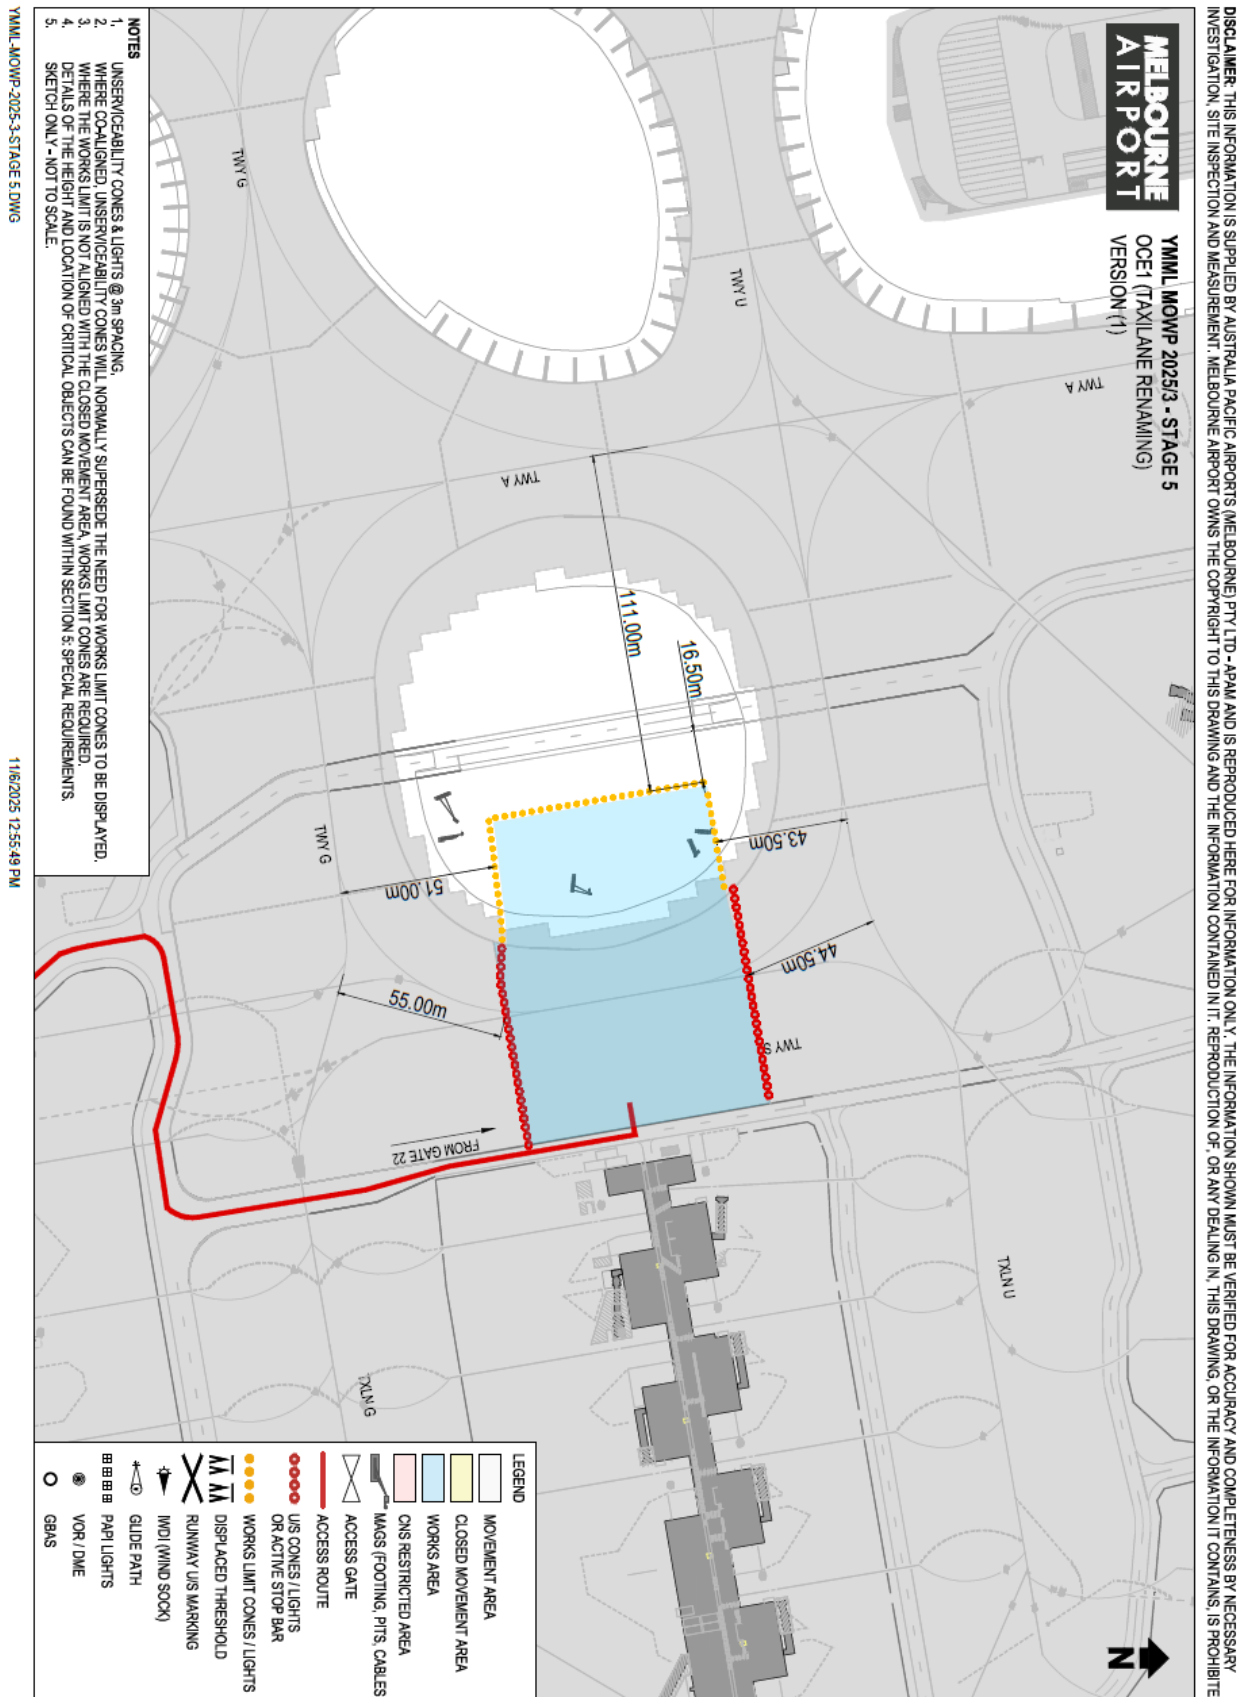 DISCLAIMER: THIS INFORMATION IS SUPPLIED BY AUSTRALIA PACIFIC AIRPORTS (MELBOURNE) PTY LTD - APAM AND IS REPRODUCED HERE FOR INFORMATION ONLY. THE INFORMATION SHOWN MUST BE VERIFIED FOR ACCURACY AND COMPLETENESS BY NECESSARY
INVESTIGATION, SITE INSPECTION AND MEASUREMENT. MELBOURNE AIRPORT OWNS THE COPYRIGHT TO THIS DRAWING AND THE INFORMATION CONTAINED IN IT. REPRODUCTION OF, OR ANY DEALING IN, THIS DRAWING, OR THE INFORMATION IT CONTAINS, IS PROHIBITE
MELBOURNE
AIRPORT
YMML MOWP 2025/3 - STAGE 5
OCE1 (TAXILANE RENAMING)
VERSION (1)
N
TWY A
TWY U
TWY A
TWY G
TWY G
TWY S
TXLN U
TXLN G
111.00m
16.50m
43.50m
44.50m
51.00m
55.00m
FROM GATE 22
LEGEND
MOVEMENT AREA
CLOSED MOVEMENT AREA
WORKS AREA
CNS RESTRICTED AREA
MAGS (FOOTING, PITS, CABLES
ACCESS GATE
ACCESS ROUTE
U/S CONES / LIGHTS
OR ACTIVE STOP BAR
WORKS LIMIT CONES / LIGHTS
DISPLACED THRESHOLD
RUNWAY U/S MARKING
IWDI (WIND SOCK)
GLIDE PATH
PAPI LIGHTS
VOR / DME
GBAS
NOTES
1, UNSERVICEABILITY CONES & LIGHTS @ 3m SPACING.
2. WHERE CO-ALIGNED, UNSERVICEABILITY CONES WILL NORMALLY SUPERSEDE THE NEED FOR WORKS LIMIT CONES TO BE DISPLAYED.
3. WHERE THE WORKS LIMIT IS NOT ALIGNED WITH THE CLOSED MOVEMENT AREA, WORKS LIMIT CONES ARE REQUIRED.
4. DETAILS OF THE HEIGHT AND LOCATION OF CRITICAL OBJECTS CAN BE FOUND WITHIN SECTION 5: SPECIAL REQUIREMENTS.
5. SKETCH ONLY - NOT TO SCALE.
YMML-MOWP-2025-3-STAGE 5.DWG
11/6/2025 12:55:49 PM